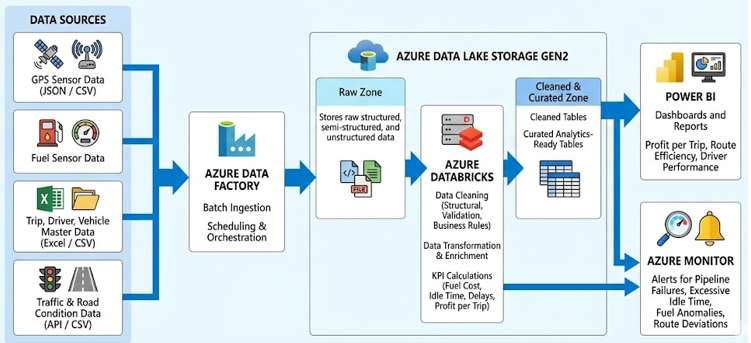 DATA SOURCES
GPS Sensor Data
(JSON / CSV)
Fuel Sensor Data
Trip, Driver, Vehicle
Master Data
(Excel / CSV)
Traffic & Road
Condition Data
(API / CSV)
AZURE DATA
FACTORY
Batch Ingestion
Scheduling &
Orchestration
AZURE DATA LAKE STORAGE GEN2
Raw Zone
Stores raw structured,
semi-structured, and
unstructured data
</>
FILE
D
AZURE
DATABRICKS
Data Cleaning
(Structural,
Validation,
Business Rules)
Data Transformation
& Enrichment
KPI Calculations
(Fuel Cost,
Idle Time, Delays,
Profit per Trip)
Cleaned &
Curated Zone
Cleaned Tables
Curated Analytics-
Ready Tables
POWER BI
Dashboards and
Reports
Profit per Trip, Route
Efficiency, Driver
Performance
AZURE MONITOR
Alerts for Pipeline
Failures, Excessive
Idle Time,
Fuel Anomalies,
Route Deviations